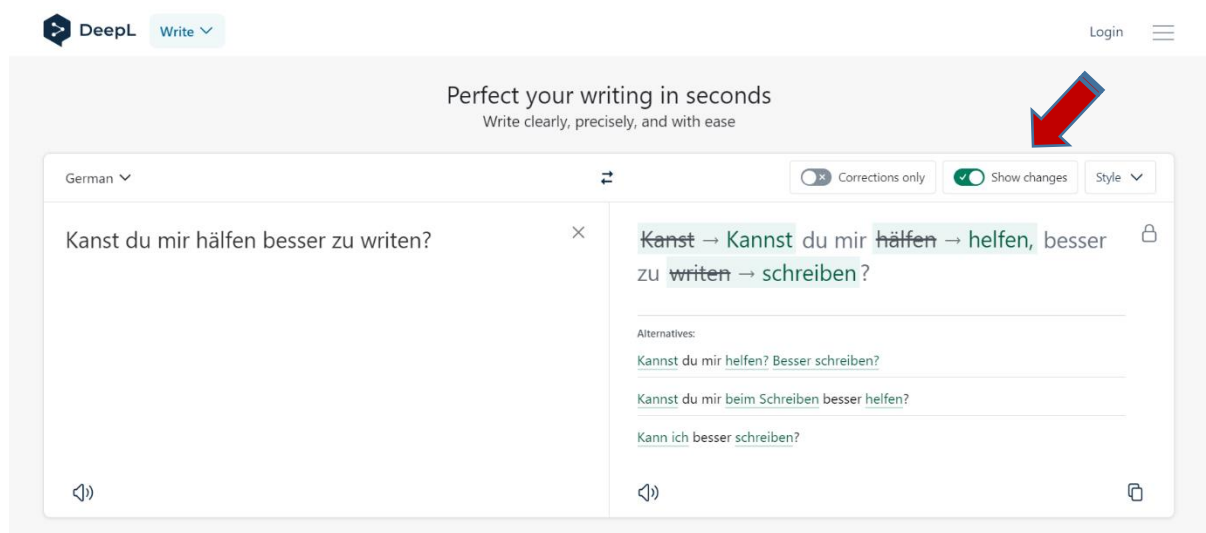 DeepL Write Login
Perfect your writing in seconds
Write clearly, precisely, and with ease
German Corrections only Show changes Style
Kanst du mir hälfen besser zu writen?
Kanst → Kannst du mir hälfen → helfen, besser
zu writen → schreiben?
Alternatives:
Kannst du mir helfen? Besser schreiben?
Kannst du mir beim Schreiben besser helfen?
Kann ich besser schreiben?